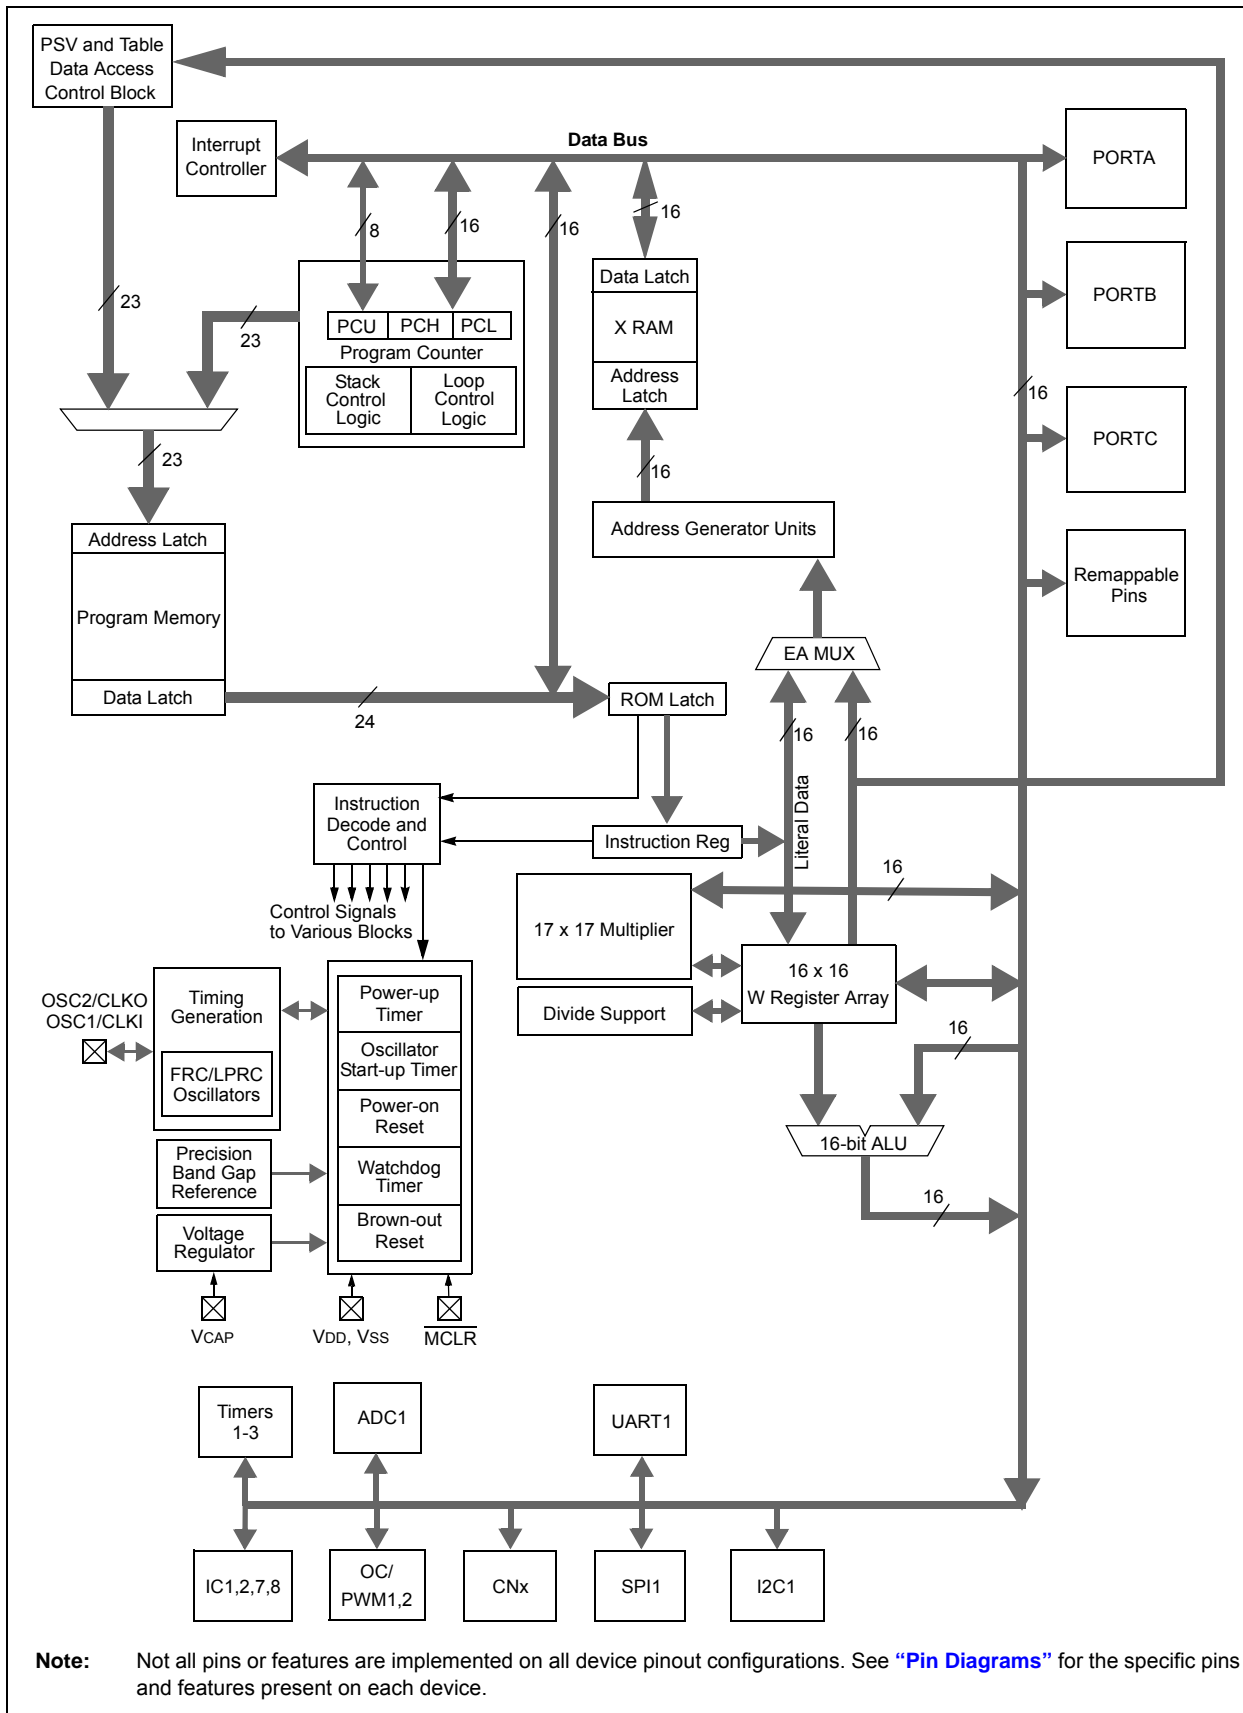 PSV and Table
Data Access
Control Block
Interrupt
Controller
Data Bus
PORTA
8
16
16
16
23
23
PCU
PCH
PCL
Program Counter
Stack
Control
Logic
Loop
Control
Logic
Data Latch
X RAM
Address
Latch
PORTB
16
PORTC
23
16
Address Latch
Program Memory
Data Latch
Address Generator Units
Remappable
Pins
EA MUX
24
ROM Latch
16
16
Literal Data
Instruction
Decode and
Control
Instruction Reg
Control Signals
to Various Blocks
17 x 17 Multiplier
16
16 x 16
W Register Array
Divide Support
OSC2/CLKO
OSC1/CLKI
Timing
Generation
FRC/LPRC
Oscillators
Power-up
Timer
Oscillator
Start-up Timer
Power-on
Reset
Watchdog
Timer
Brown-out
Reset
16
16-bit ALU
16
Precision
Band Gap
Reference
Voltage
Regulator
VCAP
VDD, VSS
MCLR
Timers
1-3
ADC1
UART1
IC1,2,7,8
OC/
PWM1,2
CNx
SPI1
I2C1
Note: Not all pins or features are implemented on all device pinout configurations. See “Pin Diagrams” for the specific pins
and features present on each device.